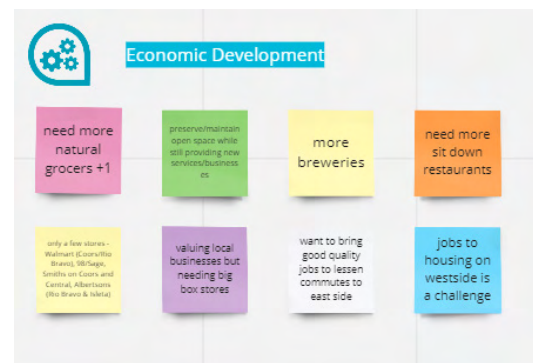 Economic Development
need more
natural
grocers +1
preserve/maintain
open space while
still providing new
services/business
es
more
breweries
need more
sit down
restaurants
only a few stores -
Walmart (Coors/Rio
Bravo), 98/Sage,
Smiths on Coors and
Central, Albertsons
(Rio Bravo & Isleta)
valuing local
businesses but
needing big
box stores
want to bring
good quality
jobs to lessen
commutes to
east side
jobs to
housing on
westside is
a challenge